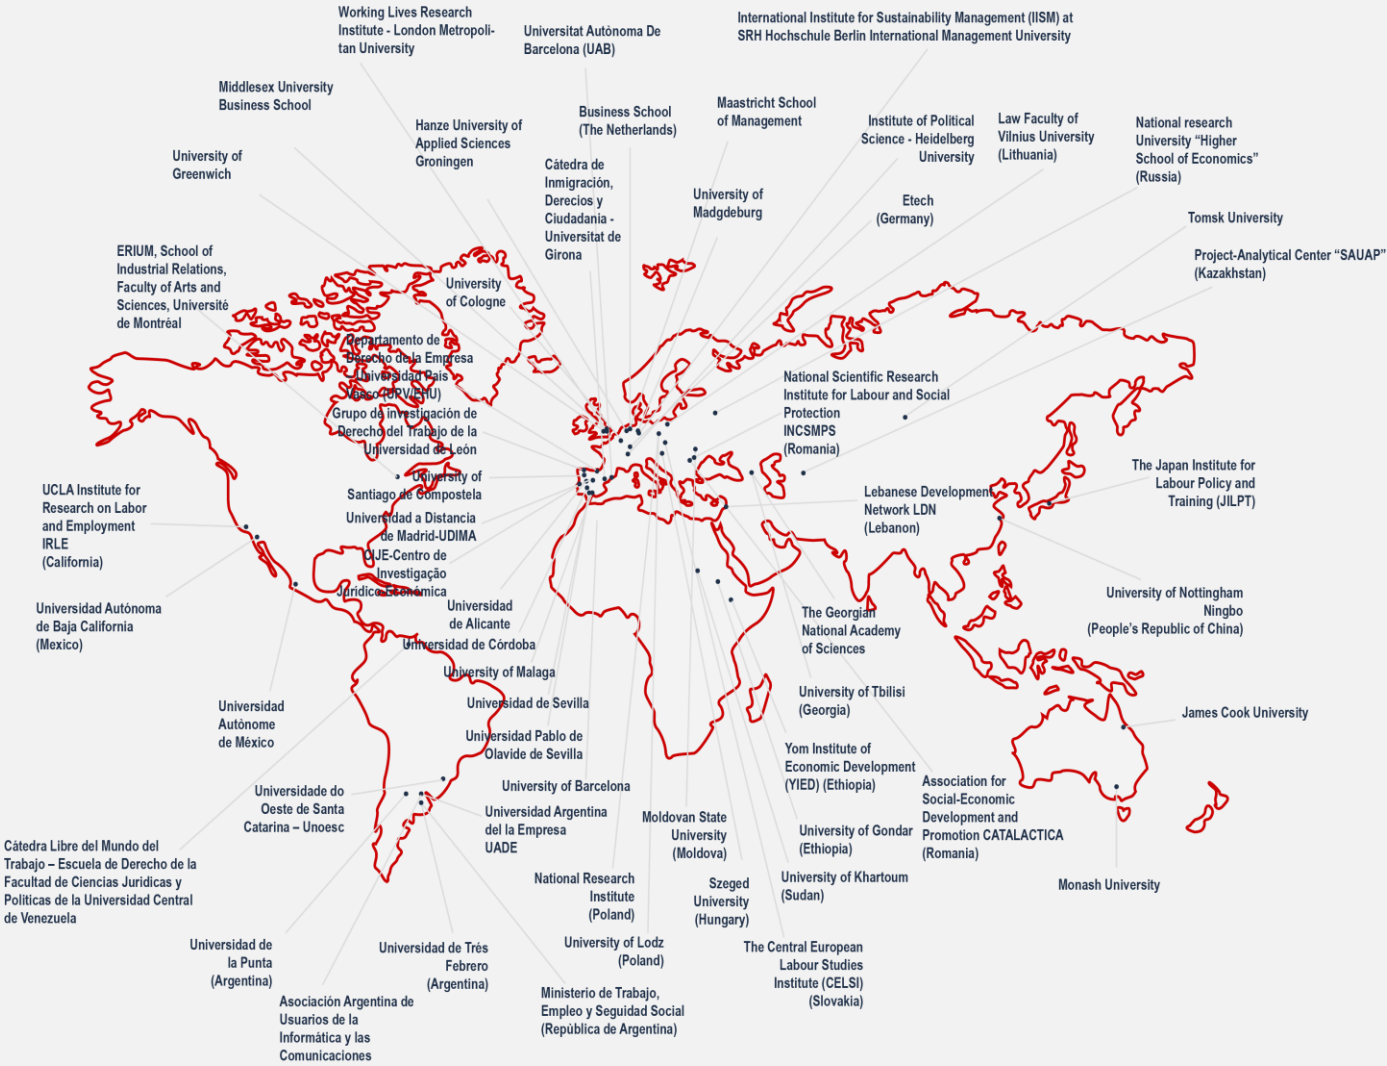 Working Lives Research
Institute - London Metropoli-
tan University
Universitat Autònoma De
Barcelona (UAB)
International Institute for Sustainability Management (IISM) at
SRH Hochschule Berlin International Management University
Middlesex University
Business School
Hanze University of
Applied Sciences
Groningen
Business School
(The Netherlands)
Maastricht School
of Management
Institute of Political
Science - Heidelberg
University
Law Faculty of
Vilnius University
(Lithuania)
National research
University “Higher
School of Economics”
(Russia)
University of
Greenwich
Cátedra de
Inmigración,
Derecios y
Ciudadania -
Universitat de
Girona
University of
Madgdeburg
Etech
(Germany)
Tomsk University
ERIUM, School of
Industrial Relations,
Faculty of Arts and
Sciences, Université
de Montréal
University
of Cologne
Project-Analytical Center “SAUAP”
(Kazakhstan)
Departamento de
Derecho de la Empresa
Universidad País
Vasco (UPV/EHU)
Grupo de investigación de
Derecho del Trabajo de la
Universidad de León
National Scientific Research
Institute for Labour and Social
Protection
INCSMPS
(Romania)
University of
Santiago de Compostela
The Japan Institute for
Labour Policy and
Training (JILPT)
UCLA Institute for
Research on Labor
and Employment
IRLE
(California)
Universidad a Distancia
de Madrid-UDIMA
Lebanese Development
Network LDN
(Lebanon)
CIJE-Centro de
Investigação
Jurídico-Económica
Universidad Autónoma
de Baja California
(Mexico)
Universidad
de Alicante
The Georgian
National Academy
of Sciences
University of Nottingham
Ningbo
(People’s Republic of China)
Universidad de Córdoba
University of Malaga
Universidad
Autònome
de México
Universidad de Sevilla
University of Tbilisi
(Georgia)
James Cook University
Universidad Pablo de
Olavide de Sevilla
Yom Institute of
Economic Development
(YIED) (Ethiopia)
Universidade do
Oeste de Santa
Catarina – Unoesc
University of Barcelona
Association for
Social-Economic
Development and
Promotion CATALACTICA
(Romania)
Universidad Argentina
del la Empresa
UADE
Moldovan State
University
(Moldova)
University of Gondar
(Ethiopia)
Cátedra Libre del Mundo del
Trabajo – Escuela de Derecho de la
Facultad de Ciencias Juridicas y
Politicas de la Universidad Central
de Venezuela
National Research
Institute
(Poland)
Szeged
University
(Hungary)
University of Khartoum
(Sudan)
Monash University
Universidad de
la Punta
(Argentina)
Universidad de Trés
Febrero
(Argentina)
University of Lodz
(Poland)
The Central European
Labour Studies
Institute (CELSI)
(Slovakia)
Asociación Argentina de
Usuarios de la
Informática y las
Comunicaciones
Ministerio de Trabajo,
Empleo y Seguidad Social
(República de Argentina)